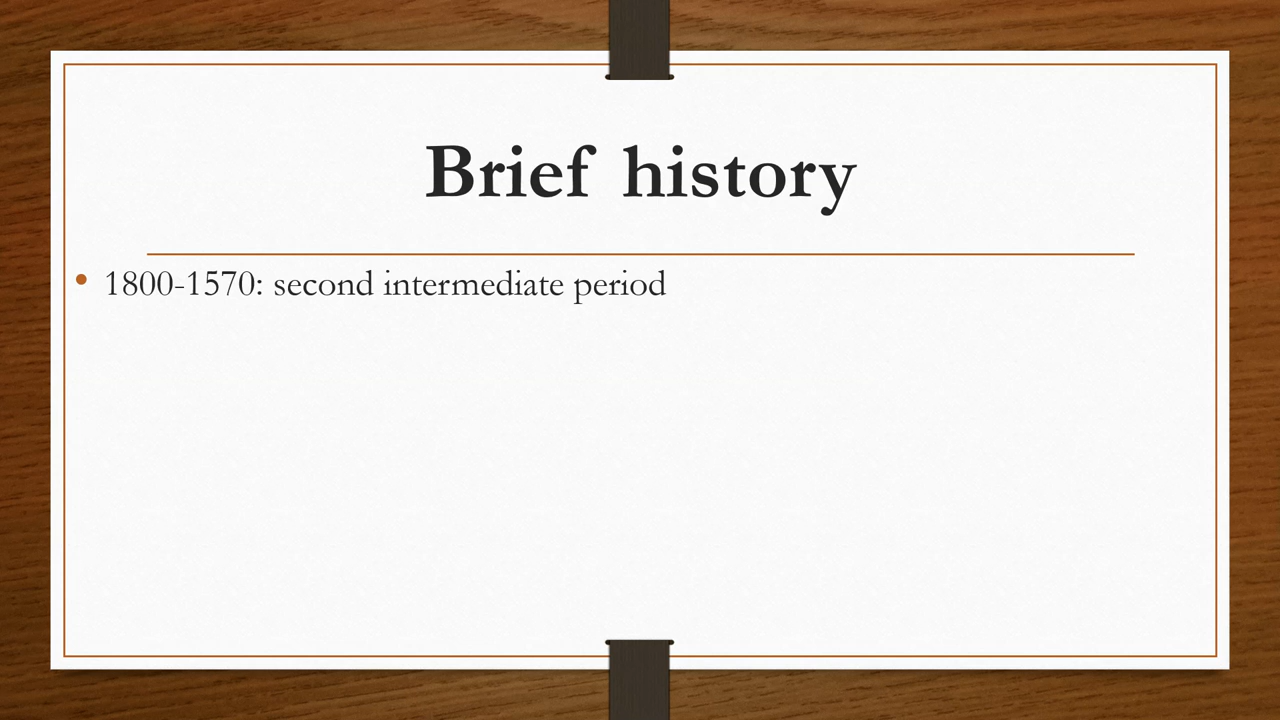 Brief history
• 1800-1570: second intermediate period